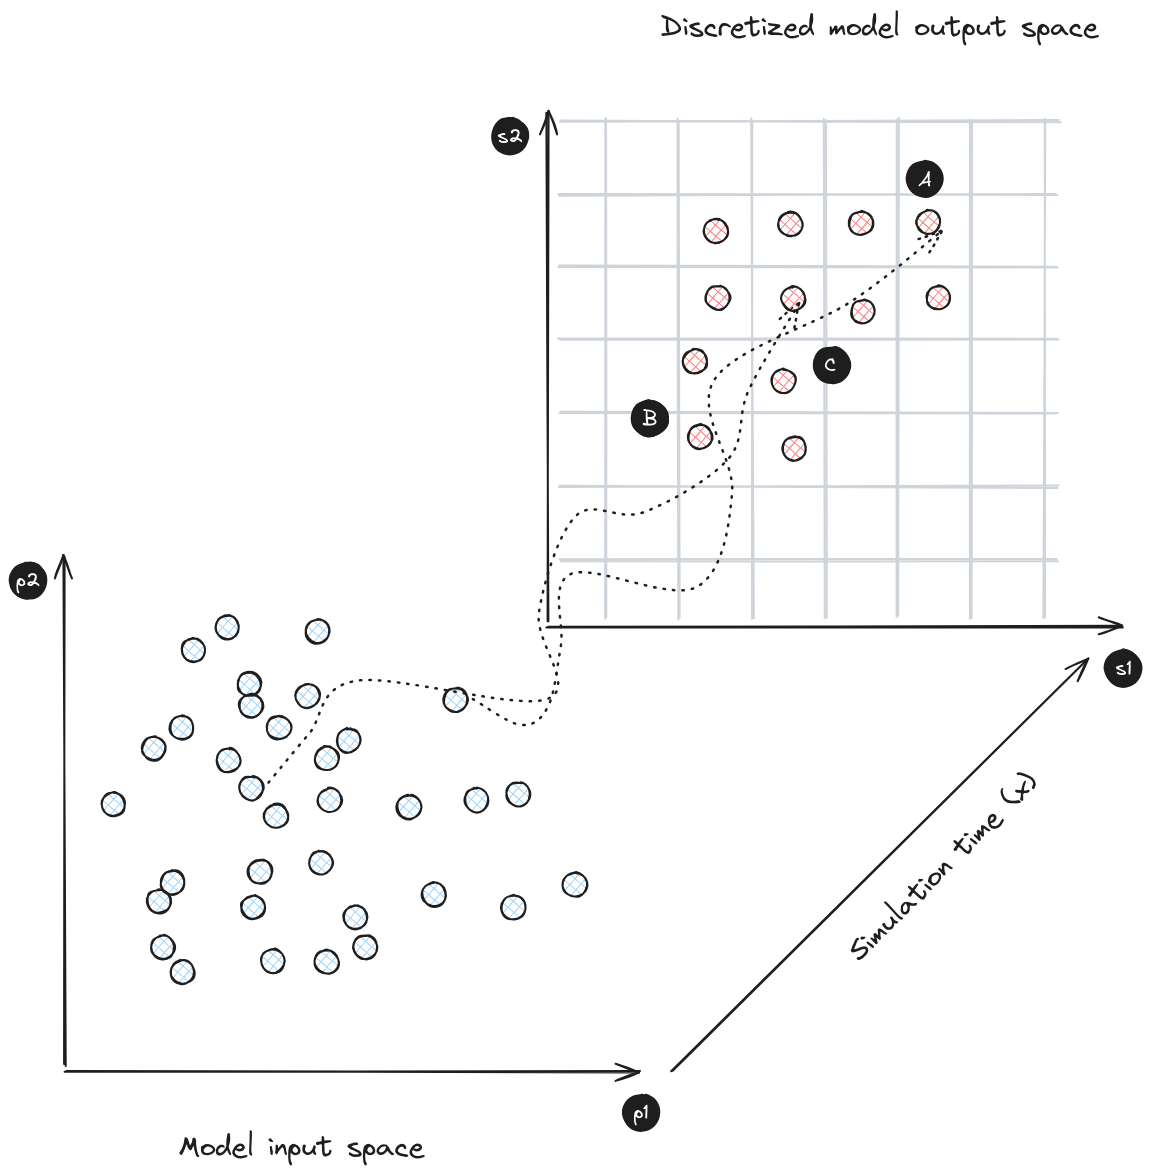 Discretized model output space
s2
A
C
B
p2
s1
Simulation time (x)
p1
Model input space